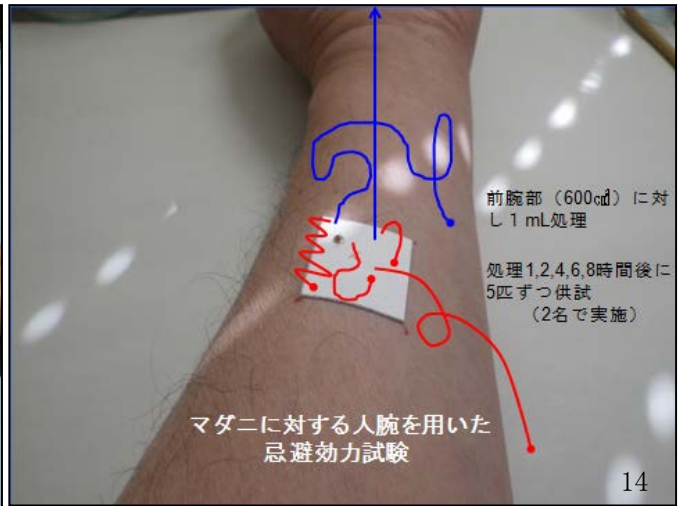 前腕部（600c㎡）に対
し１mL処理
処理1,2,4,6,8時間後に
5匹ずつ供試
（2名で実施）
マダニに対する人腕を用いた
忌避効力試験
14